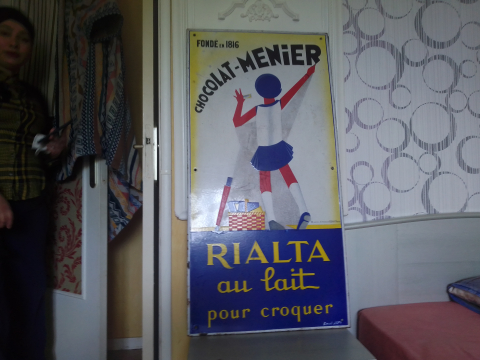 FONDÉ EN 1816
CHOCOLAT-MENIER
RIALTA
au lait
pour croquer